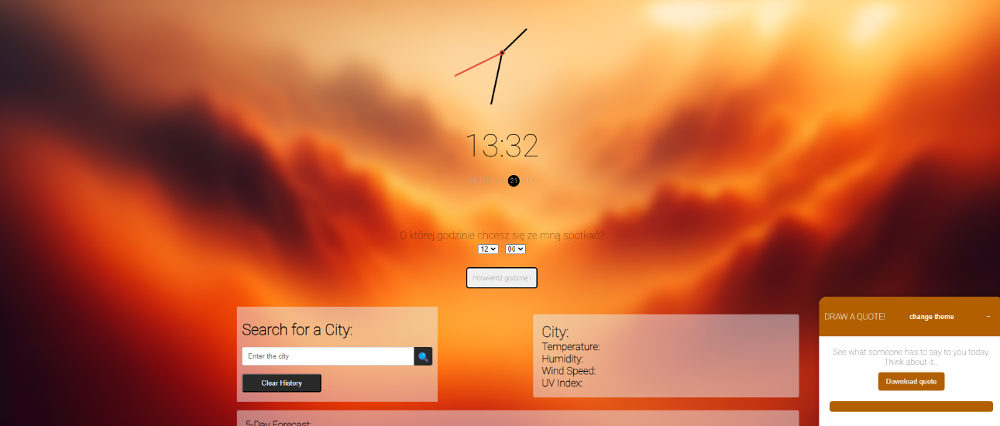 13:32
21
O której godzinie chcesz się ze mną spotkać?
12 : 00
Potwierdź godzinę !
Search for a City:
Enter the city
Clear History
City:
Temperature:
Humidity:
Wind Speed:
UV Index:
5-Day Forecast:
DRAW A QUOTE!
change theme
−
See what someone has to say to you today.
Think about it...
Download quote